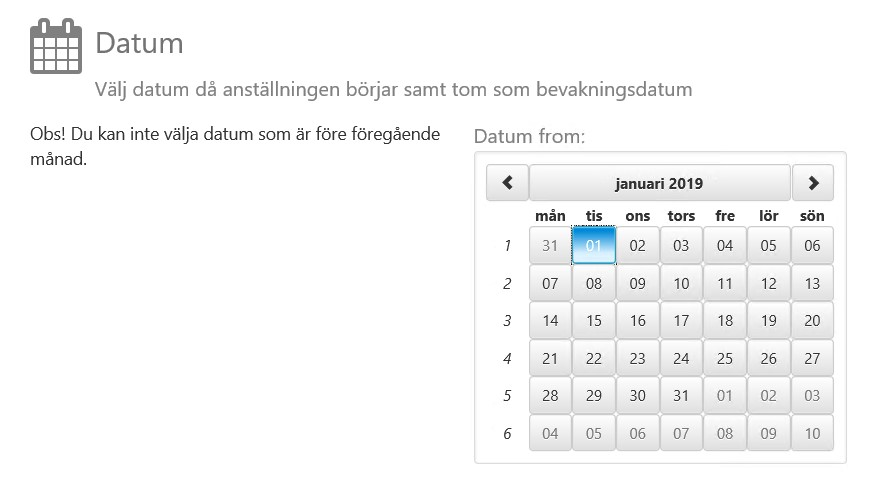 Datum
Välj datum då anställningen börjar samt tom som bevakningsdatum
Obs! Du kan inte välja datum som är före föregående
månad.
Datum from:
januari 2019
mån tis ons tors fre lör sön
1 31 01 02 03 04 05 06
2 07 08 09 10 11 12 13
3 14 15 16 17 18 19 20
4 21 22 23 24 25 26 27
5 28 29 30 31 01 02 03
6 04 05 06 07 08 09 10